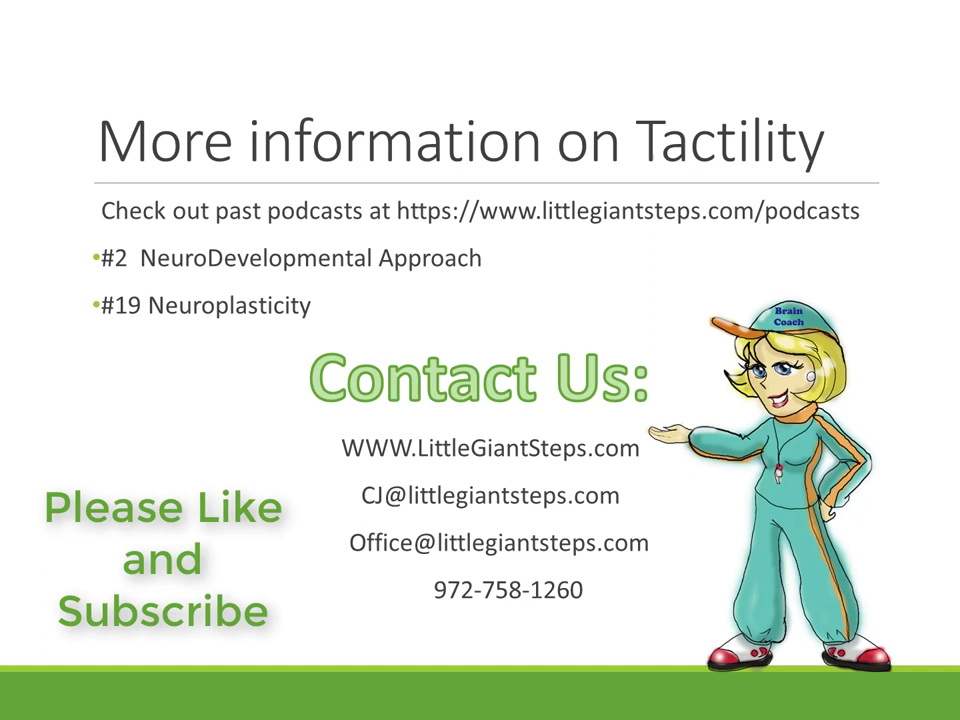 More information on Tactility
Check out past podcasts at https://www.littlegiantsteps.com/podcasts
•#2 NeuroDevelopmental Approach
•#19 Neuroplasticity
Brain
Coach
Contact Us:
WWW.LittleGiantSteps.com
CJ@littlegiantsteps.com
Office@littlegiantsteps.com
972-758-1260
Please Like
and
Subscribe